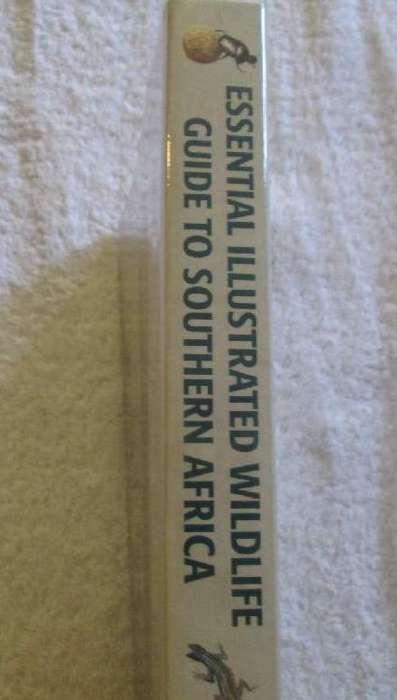 ESSENTIAL ILLUSTRATED WILDLIFE
GUIDE TO SOUTHERN AFRICA